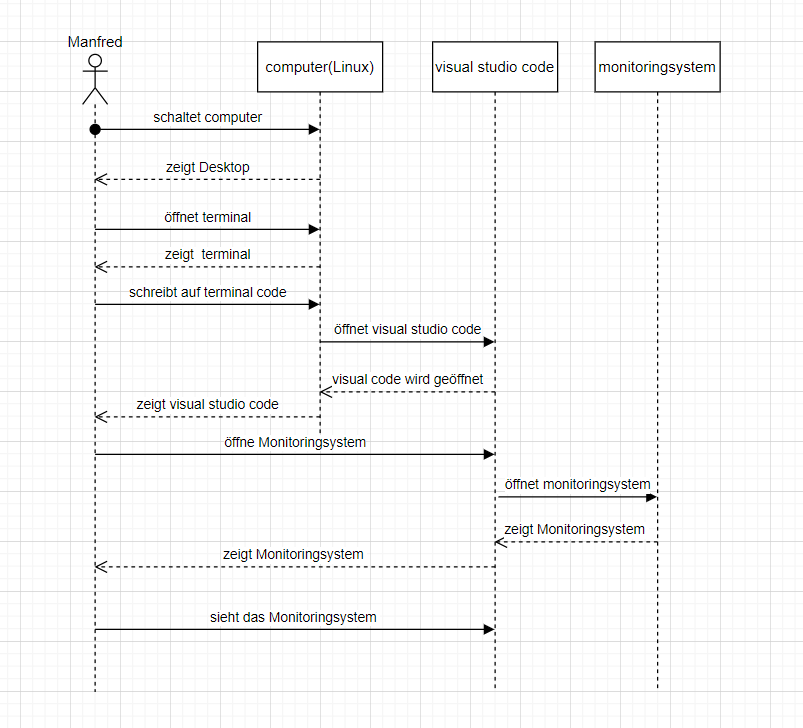 Manfred
computer(Linux)
visual studio code
monitoringsystem
schaltet computer
zeigt Desktop
öffnet terminal
zeigt terminal
schreibt auf terminal code
öffnet visual studio code
visual code wird geöffnet
zeigt visual studio code
öffne Monitoringsystem
öffnet monitoringsystem
zeigt Monitoringsystem
zeigt Monitoringsystem
sieht das Monitoringsystem